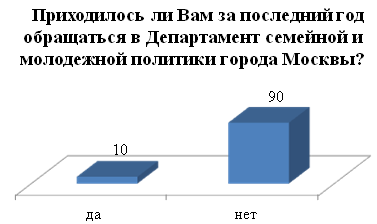 Приходилось ли Вам за последний год
обращаться в Департамент семейной и
молодежной политики города Москвы?
90
10
да нет